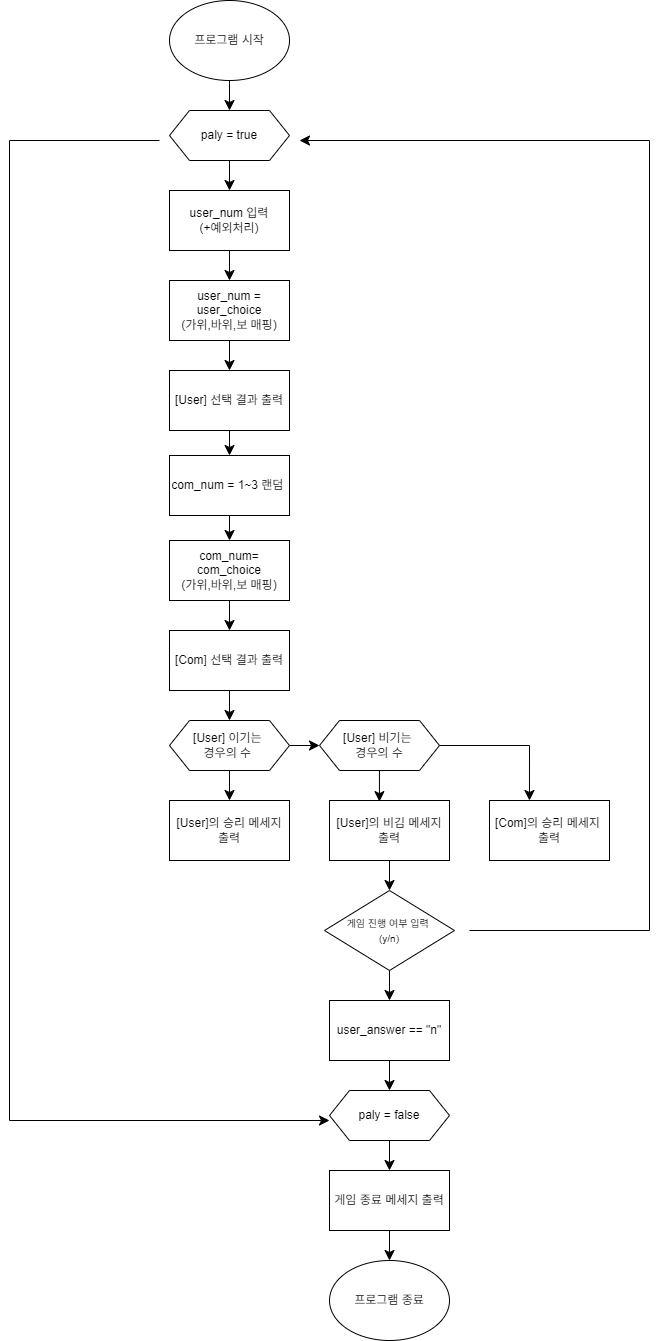 프로그램 시작
paly = true
user_num 입력
(+예외처리)
user_num =
user_choice
(가위,바위,보 매핑)
[User] 선택 결과 출력
com_num = 1~3 랜덤
com_num=
com_choice
(가위,바위,보 매핑)
[Com] 선택 결과 출력
[User] 이기는
경우의 수
[User] 비기는
경우의 수
[User]의 승리 메세지
출력
[User]의 비김 메세지
출력
[Com]의 승리 메세지
출력
게임 진행 여부 입력
(y/n)
user_answer == "n"
paly = false
게임 종료 메세지 출력
프로그램 종료